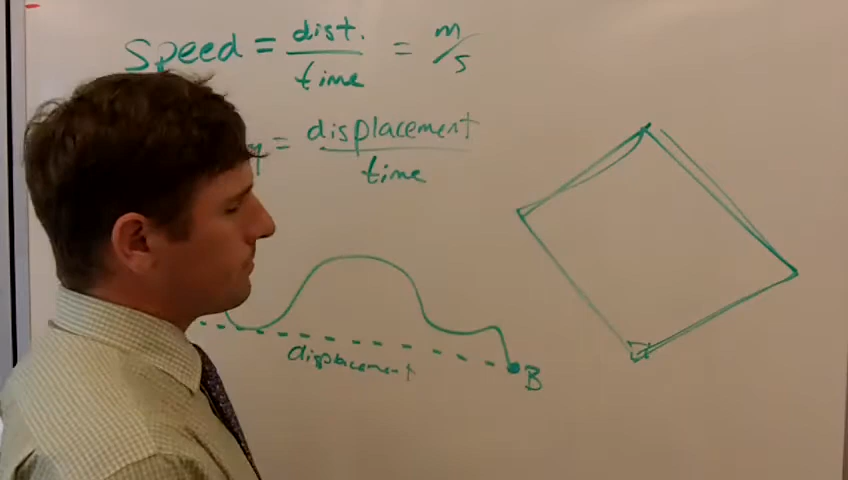 Speed = dist. / time = m/s
= displacement / time
displacement
B